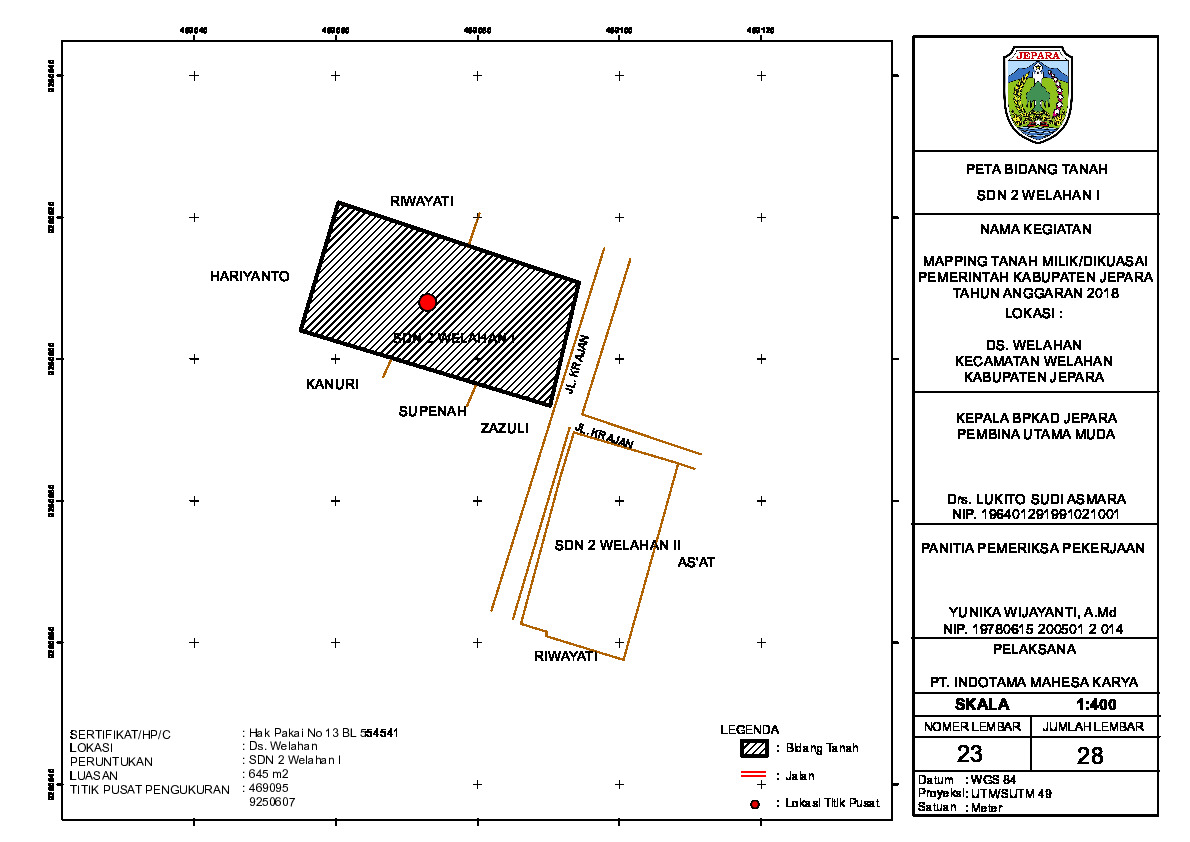 469120
JEPARA
PETA BIDANG TANAH
SDN 2 WELAHAN I
NAMA KEGIATAN
MAPPING TANAH MILIK/DIKUASAI
PEMERINTAH KABUPATEN JEPARA
TAHUN ANGGARAN 2018
LOKASI :
DS. WELAHAN
KECAMATAN WELAHAN
KABUPATEN JEPARA
KEPALA BPKAD JEPARA
PEMBINA UTAMA MUDA
Drs. LUKITO SUDI ASMARA
NIP. 196401291991021001
PANITIA PEMERIKSA PEKERJAAN
YUNIKA WIJAYANTI, A.Md
NIP. 19780615 200501 2 014
PELAKSANA
PT. INDOTAMA MAHESA KARYA
SKALA 1:400
NOMER LEMBAR JUMLAH LEMBAR
23 28
Datum : WGS 84
Proyeksi : UTM/SUTM 49
Satuan : Meter
RIWAYATI
HARIYANTO
SDN 2 WELAHAN I
KANURI
SUPENAH
ZAZULI
JL. KRAJAN
JL. KRAJAN
SDN 2 WELAHAN II
AS'AT
RIWAYATI
SERTIFIKAT/HP/C : Hak Pakai No 13 BL 554541
LOKASI : Ds. Welahan
PERUNTUKAN : SDN 2 Welahan I
LUASAN : 645 m2
TITIK PUSAT PENGUKURAN : 469095
9250607
LEGENDA
: Bidang Tanah
: Jalan
: Lokasi Titik Pusat